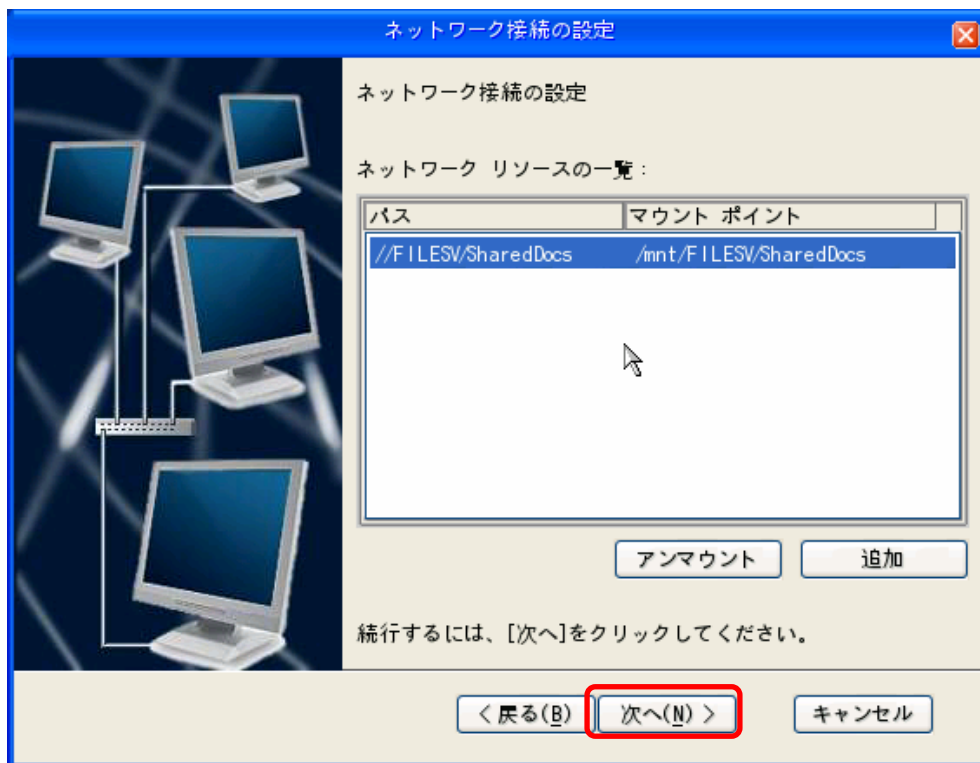 ネットワーク接続の設定
ネットワーク接続の設定
ネットワーク リソースの一覧:
パス マウント ポイント
//FILESV/SharedDocs /mnt/FILESV/SharedDocs
アンマウント 追加
続行するには、[次へ]をクリックしてください。
< 戻る(B) 次へ(N) > キャンセル